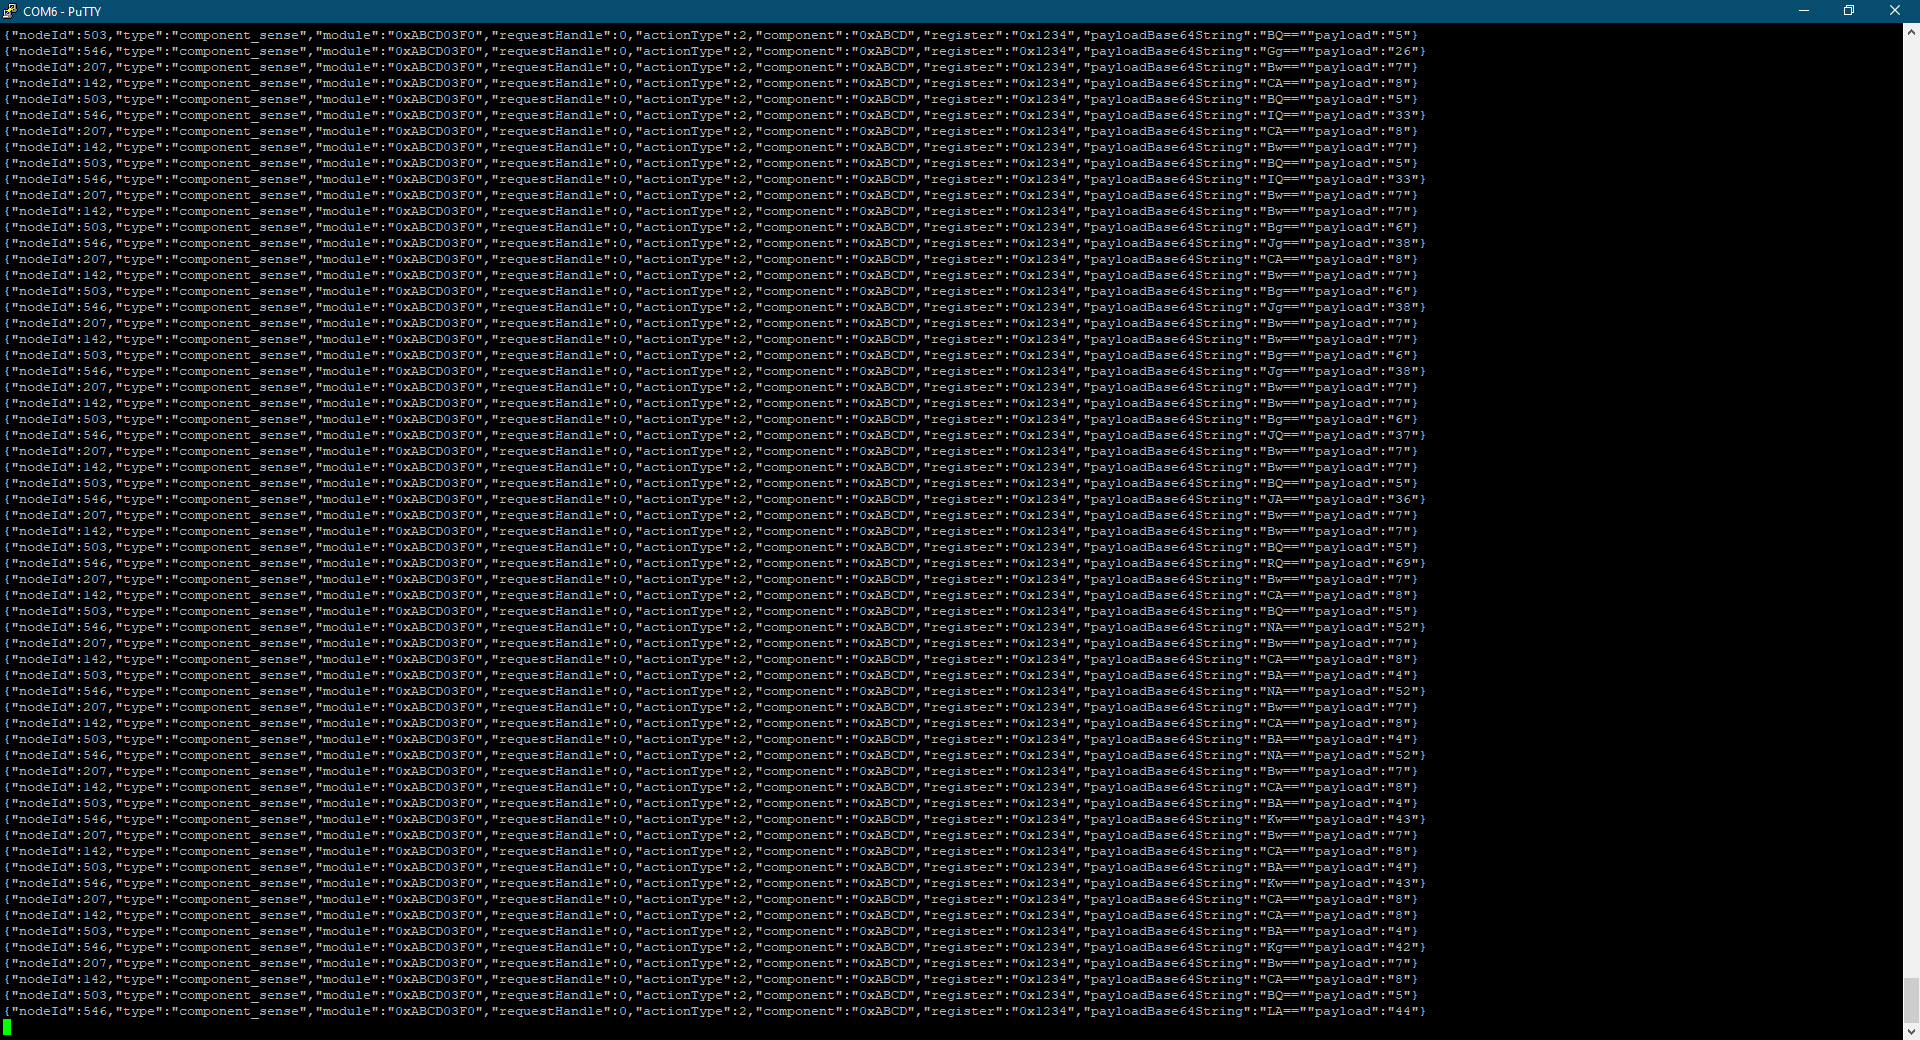 COM6 - PuTTY
{"nodeId":503,"type":"component_sense","module":"0xABCD03F0","requestHandle":0,"actionType":2,"component":"0xABCD","register":"0x1234","payloadBase64String":"BQ==""payload":"5"}
{"nodeId":546,"type":"component_sense","module":"0xABCD03F0","requestHandle":0,"actionType":2,"component":"0xABCD","register":"0x1234","payloadBase64String":"Gg==""payload":"26"}
{"nodeId":207,"type":"component_sense","module":"0xABCD03F0","requestHandle":0,"actionType":2,"component":"0xABCD","register":"0x1234","payloadBase64String":"Bw==""payload":"7"}
{"nodeId":142,"type":"component_sense","module":"0xABCD03F0","requestHandle":0,"actionType":2,"component":"0xABCD","register":"0x1234","payloadBase64String":"CA==""payload":"8"}
{"nodeId":503,"type":"component_sense","module":"0xABCD03F0","requestHandle":0,"actionType":2,"component":"0xABCD","register":"0x1234","payloadBase64String":"BQ==""payload":"5"}
{"nodeId":546,"type":"component_sense","module":"0xABCD03F0","requestHandle":0,"actionType":2,"component":"0xABCD","register":"0x1234","payloadBase64String":"IQ==""payload":"33"}
{"nodeId":207,"type":"component_sense","module":"0xABCD03F0","requestHandle":0,"actionType":2,"component":"0xABCD","register":"0x1234","payloadBase64String":"CA==""payload":"8"}
{"nodeId":142,"type":"component_sense","module":"0xABCD03F0","requestHandle":0,"actionType":2,"component":"0xABCD","register":"0x1234","payloadBase64String":"Bw==""payload":"7"}
{"nodeId":503,"type":"component_sense","module":"0xABCD03F0","requestHandle":0,"actionType":2,"component":"0xABCD","register":"0x1234","payloadBase64String":"BQ==""payload":"5"}
{"nodeId":546,"type":"component_sense","module":"0xABCD03F0","requestHandle":0,"actionType":2,"component":"0xABCD","register":"0x1234","payloadBase64String":"IQ==""payload":"33"}
{"nodeId":207,"type":"component_sense","module":"0xABCD03F0","requestHandle":0,"actionType":2,"component":"0xABCD","register":"0x1234","payloadBase64String":"Bw==""payload":"7"}
{"nodeId":142,"type":"component_sense","module":"0xABCD03F0","requestHandle":0,"actionType":2,"component":"0xABCD","register":"0x1234","payloadBase64String":"Bw==""payload":"7"}
{"nodeId":503,"type":"component_sense","module":"0xABCD03F0","requestHandle":0,"actionType":2,"component":"0xABCD","register":"0x1234","payloadBase64String":"Bg==""payload":"6"}
{"nodeId":546,"type":"component_sense","module":"0xABCD03F0","requestHandle":0,"actionType":2,"component":"0xABCD","register":"0x1234","payloadBase64String":"Jg==""payload":"38"}
{"nodeId":207,"type":"component_sense","module":"0xABCD03F0","requestHandle":0,"actionType":2,"component":"0xABCD","register":"0x1234","payloadBase64String":"CA==""payload":"8"}
{"nodeId":142,"type":"component_sense","module":"0xABCD03F0","requestHandle":0,"actionType":2,"component":"0xABCD","register":"0x1234","payloadBase64String":"Bw==""payload":"7"}
{"nodeId":503,"type":"component_sense","module":"0xABCD03F0","requestHandle":0,"actionType":2,"component":"0xABCD","register":"0x1234","payloadBase64String":"Bg==""payload":"6"}
{"nodeId":546,"type":"component_sense","module":"0xABCD03F0","requestHandle":0,"actionType":2,"component":"0xABCD","register":"0x1234","payloadBase64String":"Jg==""payload":"38"}
{"nodeId":207,"type":"component_sense","module":"0xABCD03F0","requestHandle":0,"actionType":2,"component":"0xABCD","register":"0x1234","payloadBase64String":"Bw==""payload":"7"}
{"nodeId":142,"type":"component_sense","module":"0xABCD03F0","requestHandle":0,"actionType":2,"component":"0xABCD","register":"0x1234","payloadBase64String":"Bw==""payload":"7"}
{"nodeId":503,"type":"component_sense","module":"0xABCD03F0","requestHandle":0,"actionType":2,"component":"0xABCD","register":"0x1234","payloadBase64String":"Bg==""payload":"6"}
{"nodeId":546,"type":"component_sense","module":"0xABCD03F0","requestHandle":0,"actionType":2,"component":"0xABCD","register":"0x1234","payloadBase64String":"Jg==""payload":"38"}
{"nodeId":207,"type":"component_sense","module":"0xABCD03F0","requestHandle":0,"actionType":2,"component":"0xABCD","register":"0x1234","payloadBase64String":"Bw==""payload":"7"}
{"nodeId":142,"type":"component_sense","module":"0xABCD03F0","requestHandle":0,"actionType":2,"component":"0xABCD","register":"0x1234","payloadBase64String":"Bw==""payload":"7"}
{"nodeId":503,"type":"component_sense","module":"0xABCD03F0","requestHandle":0,"actionType":2,"component":"0xABCD","register":"0x1234","payloadBase64String":"Bg==""payload":"6"}
{"nodeId":546,"type":"component_sense","module":"0xABCD03F0","requestHandle":0,"actionType":2,"component":"0xABCD","register":"0x1234","payloadBase64String":"JQ==""payload":"37"}
{"nodeId":207,"type":"component_sense","module":"0xABCD03F0","requestHandle":0,"actionType":2,"component":"0xABCD","register":"0x1234","payloadBase64String":"Bw==""payload":"7"}
{"nodeId":142,"type":"component_sense","module":"0xABCD03F0","requestHandle":0,"actionType":2,"component":"0xABCD","register":"0x1234","payloadBase64String":"Bw==""payload":"7"}
{"nodeId":503,"type":"component_sense","module":"0xABCD03F0","requestHandle":0,"actionType":2,"component":"0xABCD","register":"0x1234","payloadBase64String":"BQ==""payload":"5"}
{"nodeId":546,"type":"component_sense","module":"0xABCD03F0","requestHandle":0,"actionType":2,"component":"0xABCD","register":"0x1234","payloadBase64String":"JA==""payload":"36"}
{"nodeId":207,"type":"component_sense","module":"0xABCD03F0","requestHandle":0,"actionType":2,"component":"0xABCD","register":"0x1234","payloadBase64String":"Bw==""payload":"7"}
{"nodeId":142,"type":"component_sense","module":"0xABCD03F0","requestHandle":0,"actionType":2,"component":"0xABCD","register":"0x1234","payloadBase64String":"Bw==""payload":"7"}
{"nodeId":503,"type":"component_sense","module":"0xABCD03F0","requestHandle":0,"actionType":2,"component":"0xABCD","register":"0x1234","payloadBase64String":"BQ==""payload":"5"}
{"nodeId":546,"type":"component_sense","module":"0xABCD03F0","requestHandle":0,"actionType":2,"component":"0xABCD","register":"0x1234","payloadBase64String":"RQ==""payload":"69"}
{"nodeId":207,"type":"component_sense","module":"0xABCD03F0","requestHandle":0,"actionType":2,"component":"0xABCD","register":"0x1234","payloadBase64String":"Bw==""payload":"7"}
{"nodeId":142,"type":"component_sense","module":"0xABCD03F0","requestHandle":0,"actionType":2,"component":"0xABCD","register":"0x1234","payloadBase64String":"CA==""payload":"8"}
{"nodeId":503,"type":"component_sense","module":"0xABCD03F0","requestHandle":0,"actionType":2,"component":"0xABCD","register":"0x1234","payloadBase64String":"BQ==""payload":"5"}
{"nodeId":546,"type":"component_sense","module":"0xABCD03F0","requestHandle":0,"actionType":2,"component":"0xABCD","register":"0x1234","payloadBase64String":"NA==""payload":"52"}
{"nodeId":207,"type":"component_sense","module":"0xABCD03F0","requestHandle":0,"actionType":2,"component":"0xABCD","register":"0x1234","payloadBase64String":"Bw==""payload":"7"}
{"nodeId":142,"type":"component_sense","module":"0xABCD03F0","requestHandle":0,"actionType":2,"component":"0xABCD","register":"0x1234","payloadBase64String":"CA==""payload":"8"}
{"nodeId":503,"type":"component_sense","module":"0xABCD03F0","requestHandle":0,"actionType":2,"component":"0xABCD","register":"0x1234","payloadBase64String":"BA==""payload":"4"}
{"nodeId":546,"type":"component_sense","module":"0xABCD03F0","requestHandle":0,"actionType":2,"component":"0xABCD","register":"0x1234","payloadBase64String":"NA==""payload":"52"}
{"nodeId":207,"type":"component_sense","module":"0xABCD03F0","requestHandle":0,"actionType":2,"component":"0xABCD","register":"0x1234","payloadBase64String":"Bw==""payload":"7"}
{"nodeId":142,"type":"component_sense","module":"0xABCD03F0","requestHandle":0,"actionType":2,"component":"0xABCD","register":"0x1234","payloadBase64String":"CA==""payload":"8"}
{"nodeId":503,"type":"component_sense","module":"0xABCD03F0","requestHandle":0,"actionType":2,"component":"0xABCD","register":"0x1234","payloadBase64String":"BA==""payload":"4"}
{"nodeId":546,"type":"component_sense","module":"0xABCD03F0","requestHandle":0,"actionType":2,"component":"0xABCD","register":"0x1234","payloadBase64String":"NA==""payload":"52"}
{"nodeId":207,"type":"component_sense","module":"0xABCD03F0","requestHandle":0,"actionType":2,"component":"0xABCD","register":"0x1234","payloadBase64String":"Bw==""payload":"7"}
{"nodeId":142,"type":"component_sense","module":"0xABCD03F0","requestHandle":0,"actionType":2,"component":"0xABCD","register":"0x1234","payloadBase64String":"CA==""payload":"8"}
{"nodeId":503,"type":"component_sense","module":"0xABCD03F0","requestHandle":0,"actionType":2,"component":"0xABCD","register":"0x1234","payloadBase64String":"BA==""payload":"4"}
{"nodeId":546,"type":"component_sense","module":"0xABCD03F0","requestHandle":0,"actionType":2,"component":"0xABCD","register":"0x1234","payloadBase64String":"Kw==""payload":"43"}
{"nodeId":207,"type":"component_sense","module":"0xABCD03F0","requestHandle":0,"actionType":2,"component":"0xABCD","register":"0x1234","payloadBase64String":"Bw==""payload":"7"}
{"nodeId":142,"type":"component_sense","module":"0xABCD03F0","requestHandle":0,"actionType":2,"component":"0xABCD","register":"0x1234","payloadBase64String":"CA==""payload":"8"}
{"nodeId":503,"type":"component_sense","module":"0xABCD03F0","requestHandle":0,"actionType":2,"component":"0xABCD","register":"0x1234","payloadBase64String":"BA==""payload":"4"}
{"nodeId":546,"type":"component_sense","module":"0xABCD03F0","requestHandle":0,"actionType":2,"component":"0xABCD","register":"0x1234","payloadBase64String":"Kw==""payload":"43"}
{"nodeId":207,"type":"component_sense","module":"0xABCD03F0","requestHandle":0,"actionType":2,"component":"0xABCD","register":"0x1234","payloadBase64String":"CA==""payload":"8"}
{"nodeId":142,"type":"component_sense","module":"0xABCD03F0","requestHandle":0,"actionType":2,"component":"0xABCD","register":"0x1234","payloadBase64String":"CA==""payload":"8"}
{"nodeId":503,"type":"component_sense","module":"0xABCD03F0","requestHandle":0,"actionType":2,"component":"0xABCD","register":"0x1234","payloadBase64String":"BA==""payload":"4"}
{"nodeId":546,"type":"component_sense","module":"0xABCD03F0","requestHandle":0,"actionType":2,"component":"0xABCD","register":"0x1234","payloadBase64String":"Kg==""payload":"42"}
{"nodeId":207,"type":"component_sense","module":"0xABCD03F0","requestHandle":0,"actionType":2,"component":"0xABCD","register":"0x1234","payloadBase64String":"Bw==""payload":"7"}
{"nodeId":142,"type":"component_sense","module":"0xABCD03F0","requestHandle":0,"actionType":2,"component":"0xABCD","register":"0x1234","payloadBase64String":"CA==""payload":"8"}
{"nodeId":503,"type":"component_sense","module":"0xABCD03F0","requestHandle":0,"actionType":2,"component":"0xABCD","register":"0x1234","payloadBase64String":"BQ==""payload":"5"}
{"nodeId":546,"type":"component_sense","module":"0xABCD03F0","requestHandle":0,"actionType":2,"component":"0xABCD","register":"0x1234","payloadBase64String":"LA==""payload":"44"}